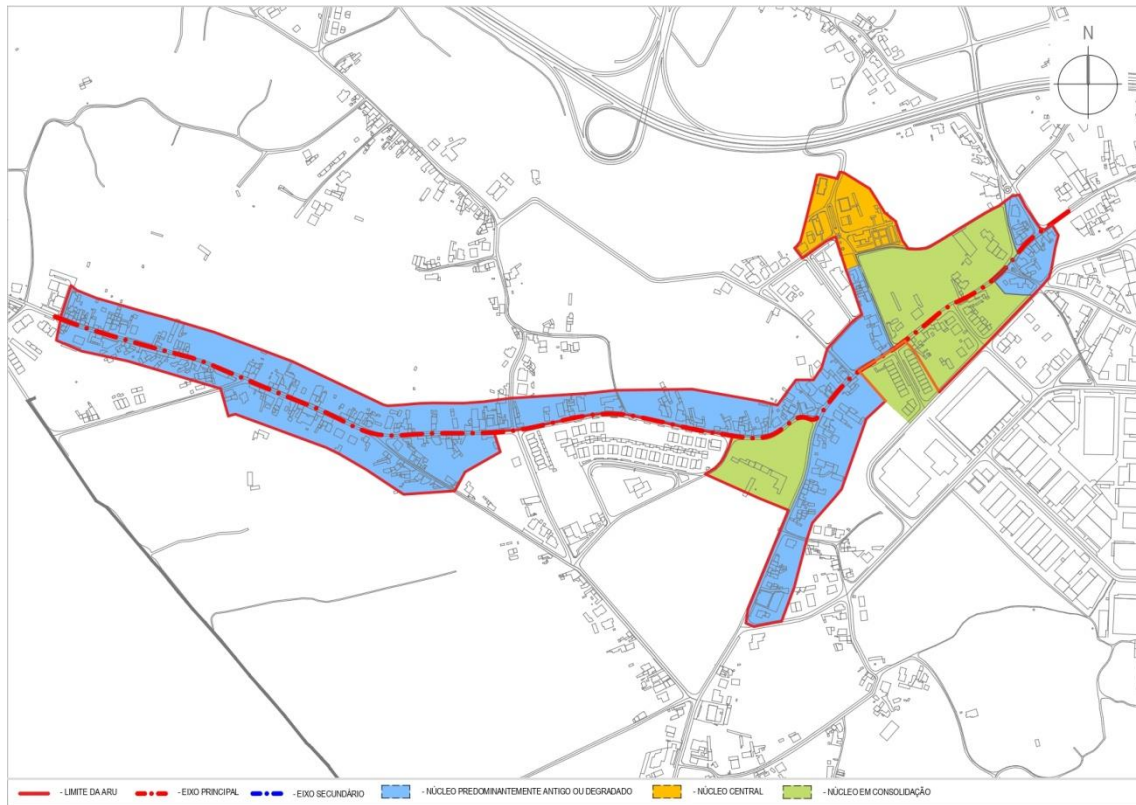 N
- LIMITE DA ARU - EIXO PRINCIPAL - EIXO SECUNDÁRIO - NÚCLEO PREDOMINANTEMENTE ANTIGO OU DEGRADADO - NÚCLEO CENTRAL - NÚCLEO EM CONSOLIDAÇÃO